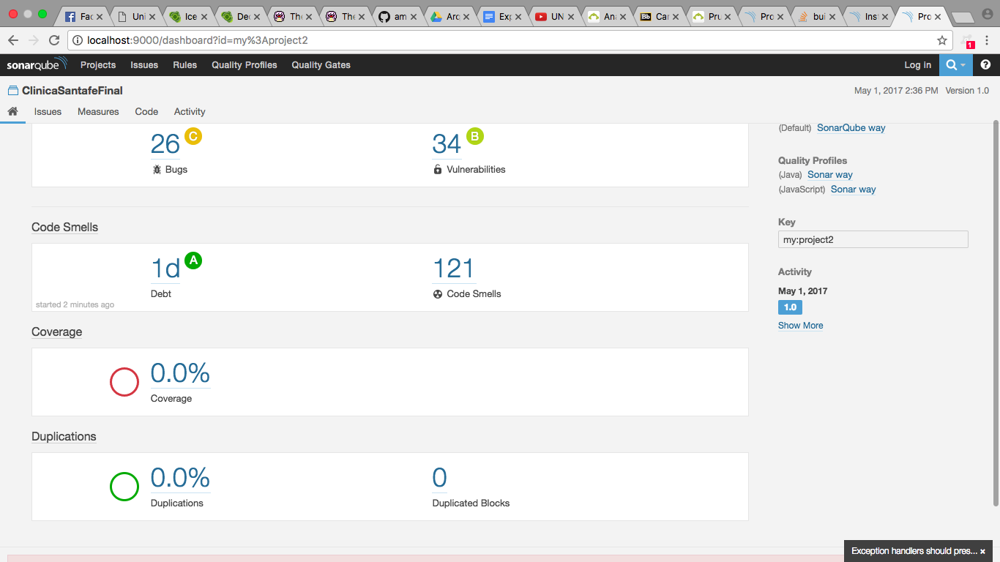 Fac
Uni
Ice
Dec
The
The
am
Arc
Exp
UN
Ana
Bb
Car
Pru
Pro
bui
Inst
Pro
localhost:9000/dashboard?id=my%3Aproject2
1
sonarqube Projects Issues Rules Quality Profiles Quality Gates Log in
ClinicaSantafeFinal
May 1, 2017 2:36 PM Version 1.0
Issues Measures Code Activity
26 C
Bugs
34 B
Vulnerabilities
Code Smells
1d A
Debt
started 2 minutes ago
121
Code Smells
Coverage
0.0%
Coverage
Duplications
0.0%
Duplications
0
Duplicated Blocks
(Default) SonarQube way
Quality Profiles
(Java) Sonar way
(JavaScript) Sonar way
Key
my:project2
Activity
May 1, 2017
1.0
Show More
Exception handlers should pres... ×